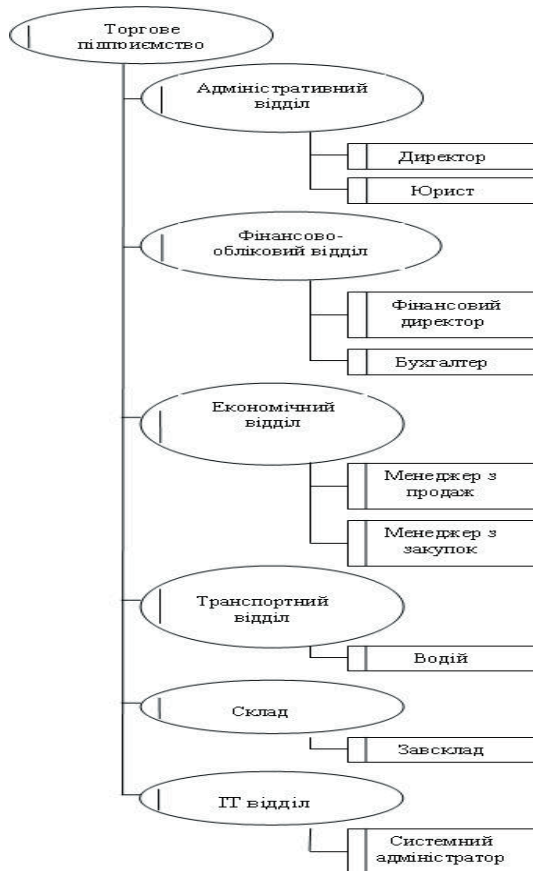 Торгове
підприємство
Адміністративний
відділ
Директор
Юрист
Фінансово-
обліковий відділ
Фінансовий
директор
Бухгалтер
Економічний
відділ
Менеджер з
продаж
Менеджер з
закупок
Транспортний
відділ
Водій
Склад
Завсклад
ІТ відділ
Системний
адміністратор